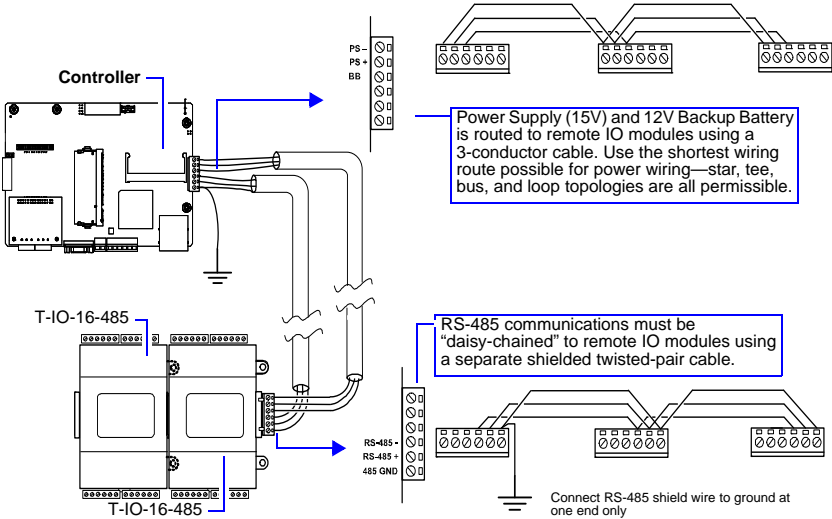 PS -
PS +
BB
Controller
Power Supply (15V) and 12V Backup Battery
is routed to remote IO modules using a
3-conductor cable. Use the shortest wiring
route possible for power wiring—star, tee,
bus, and loop topologies are all permissible.
T-IO-16-485
RS-485 communications must be
“daisy-chained” to remote IO modules using
a separate shielded twisted-pair cable.
RS-485 -
RS-485 +
485 GND
T-IO-16-485
Connect RS-485 shield wire to ground at
one end only